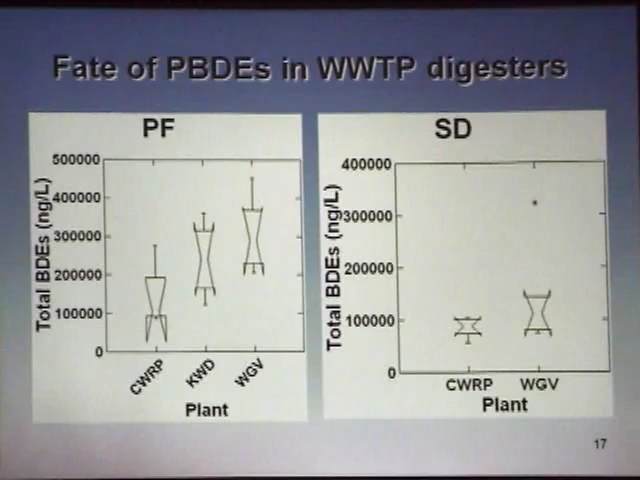 Fate of PBDEs in WWTP digesters
PF
Total BDEs (ng/L)
500000
400000
300000
200000
100000
0
CWRP
KWD
WGV
Plant
SD
Total BDEs (ng/L)
400000
300000
200000
100000
0
CWRP
WGV
Plant
17